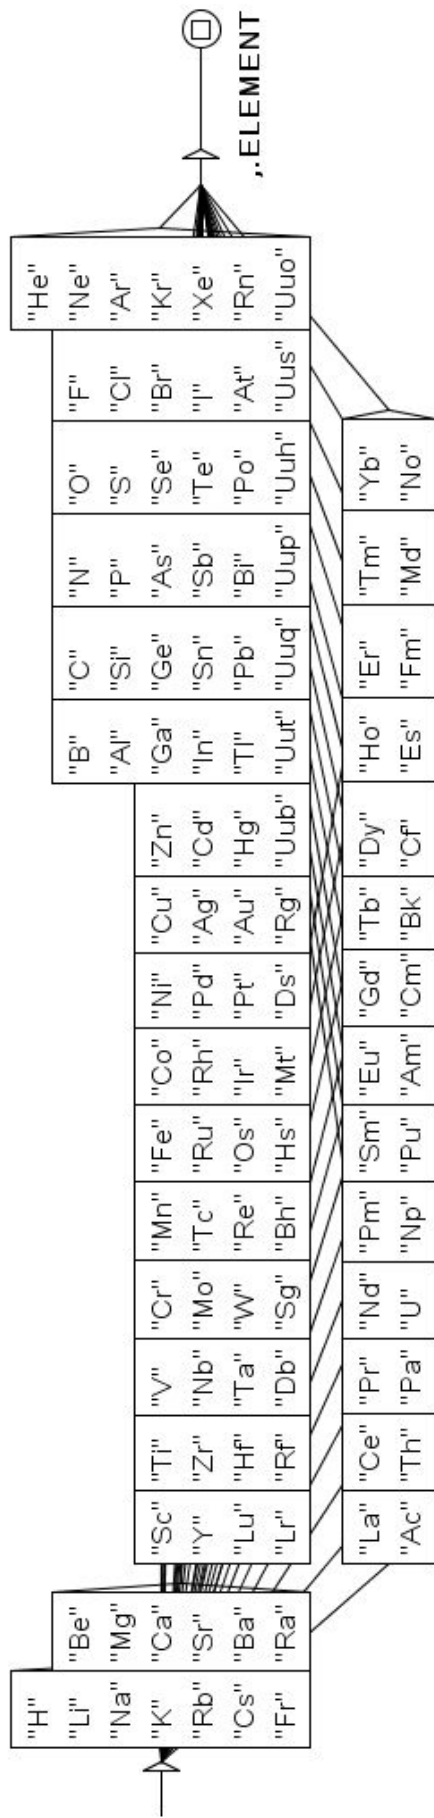 "H" "He"
"Li" "Be" "B" "C" "N" "O" "F" "Ne"
"Na" "Mg" "Al" "Si" "P" "S" "Cl" "Ar"
"K" "Ca" "Sc" "Ti" "V" "Cr" "Mn" "Fe" "Co" "Ni" "Cu" "Zn" "Ga" "Ge" "As" "Se" "Br" "Kr"
"Rb" "Sr" "Y" "Zr" "Nb" "Mo" "Tc" "Ru" "Rh" "Pd" "Ag" "Cd" "In" "Sn" "Sb" "Te" "I" "Xe"
"Cs" "Ba" "Lu" "Hf" "Ta" "W" "Re" "Os" "Ir" "Pt" "Au" "Hg" "Tl" "Pb" "Bi" "Po" "At" "Rn"
,.ELEMENT
"Fr" "Ra" "Lr" "Rf" "Db" "Sg" "Bh" "Hs" "Mt" "Ds" "Rg" "Uub" "Uut" "Uuq" "Uup" "Uuh" "Uus" "Uuo"
"La" "Ce" "Pr" "Nd" "Pm" "Sm" "Eu" "Gd" "Tb" "Dy" "Ho" "Er" "Tm" "Yb"
"Ac" "Th" "Pa" "U" "Np" "Pu" "Am" "Cm" "Bk" "Cf" "Es" "Fm" "Md" "No"